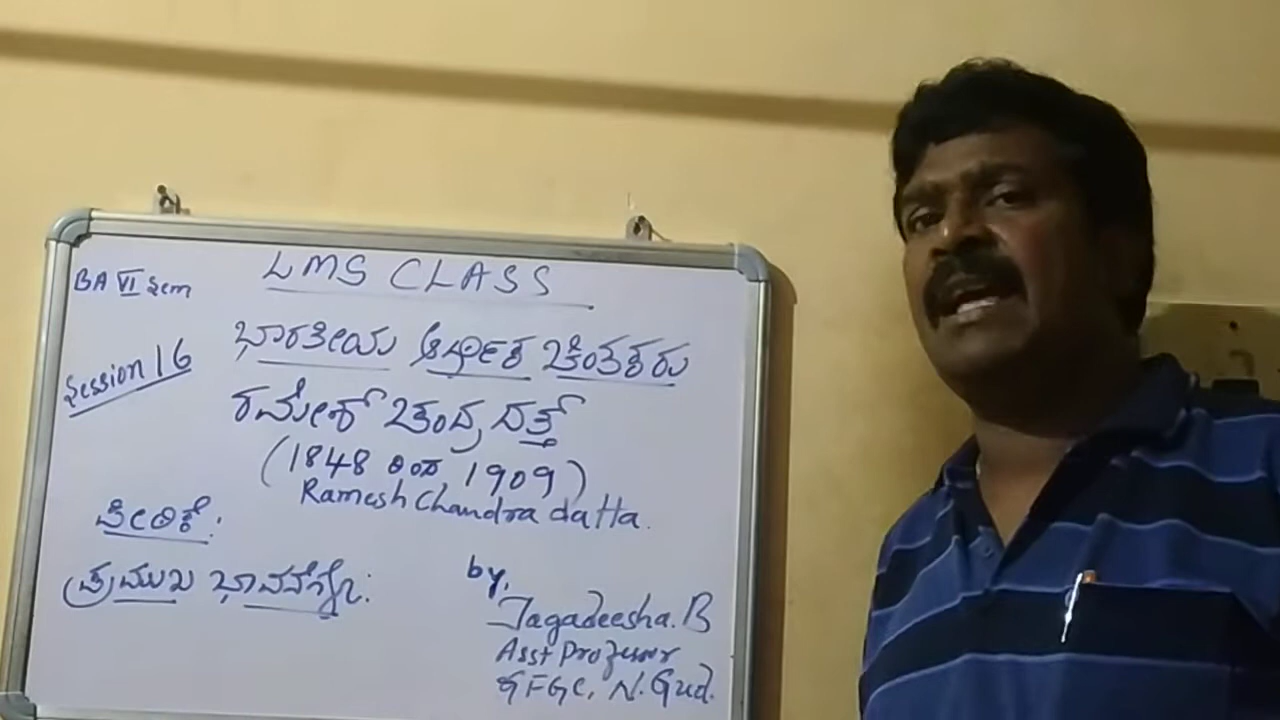 LMS CLASS
BA VI Sem
ಭಾರತೀಯ ಆರ್ಥಿಕ ಚಿಂತಕರು
Session 16
ರಮೇಶ್ ಚಂದ್ರ ದತ್ತ್
(1848 ರಿಂದ 1909)
Ramesh Chandra datta.
ಪೀಠಿಕೆ:
ಪ್ರಮುಖ ಭಾವನೆಗಳು:
by,
Jagadeesha. B
Asst Professor
GFGC, N. Gud.